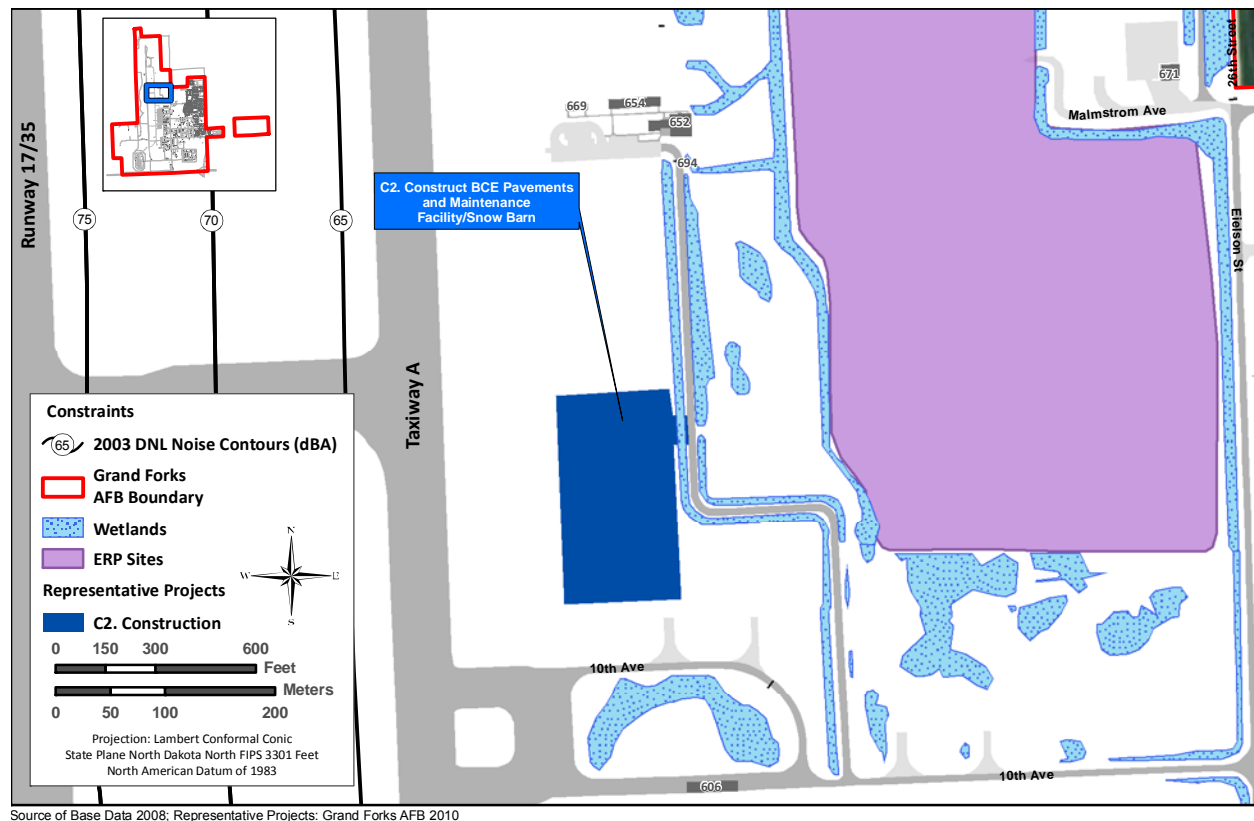 669
654
652
694
671
26th Street
Malmstrom Ave
Eielson St
Runway 17/35
75
70
65
C2. Construct BCE Pavements
and Maintenance
Facility/Snow Barn
Taxiway A
Constraints
65
2003 DNL Noise Contours (dBA)
Grand Forks
AFB Boundary
Wetlands
ERP Sites
N
W
E
S
Representative Projects
C2. Construction
0 150 300 600
Feet
Meters
0 50 100 200
Projection: Lambert Conformal Conic
State Plane North Dakota North FIPS 3301 Feet
North American Datum of 1983
10th Ave
606
10th Ave
Source of Base Data 2008; Representative Projects: Grand Forks AFB 2010